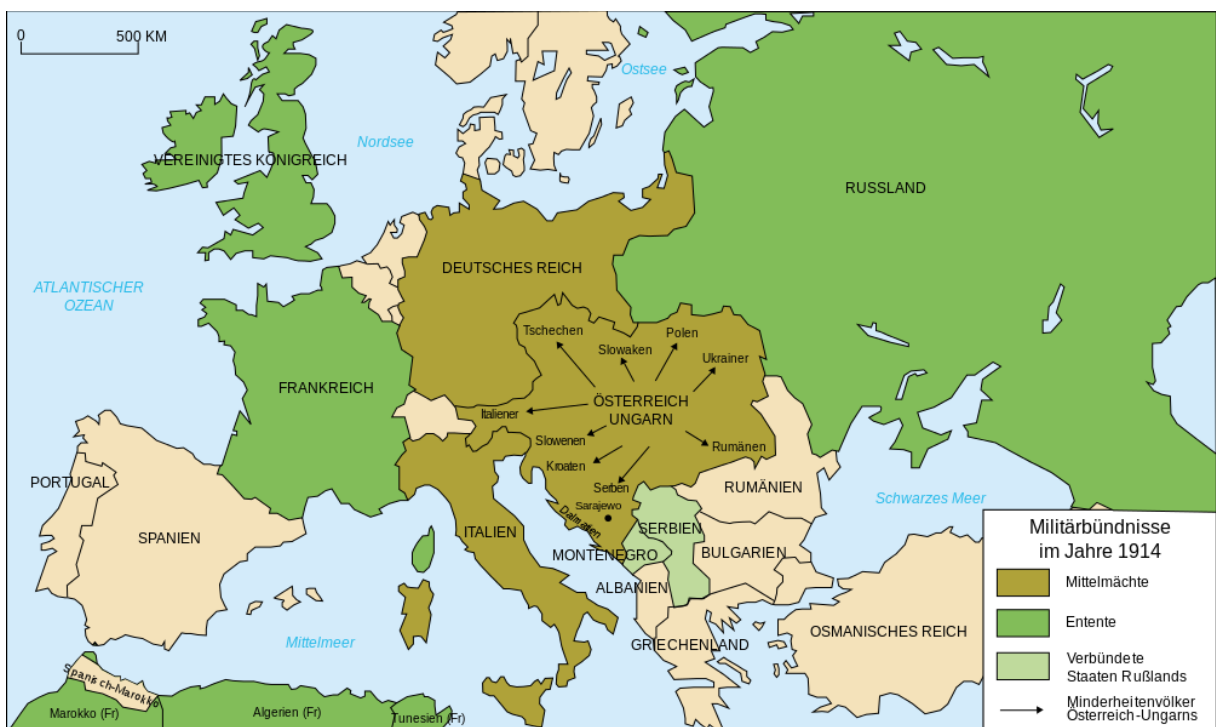 0
500 KM
Ostsee
Nordsee
VEREINIGTES KÖNIGREICH
RUSSLAND
DEUTSCHES REICH
ATLANTISCHER
OZEAN
Tschechen
Polen
Slowaken
Ukrainer
FRANKREICH
ÖSTERREICH
UNGARN
Italiener
Slowenen
Rumänen
Kroaten
Serben
Sarajewo
Dalmatien
PORTUGAL
SPANIEN
ITALIEN
RUMÄNIEN
Schwarzes Meer
SERBIEN
MONTENEGRO
BULGARIEN
ALBANIEN
Mittelmeer
GRIECHENLAND
OSMANISCHES REICH
Spanisch-Marokko
Marokko (Fr)
Algerien (Fr)
Tunesien (Fr)
Militärbündnisse
im Jahre 1914
Mittelmächte
Entente
Verbündete
Staaten Rußlands
Minderheitenvölker
Österreich-Ungarns